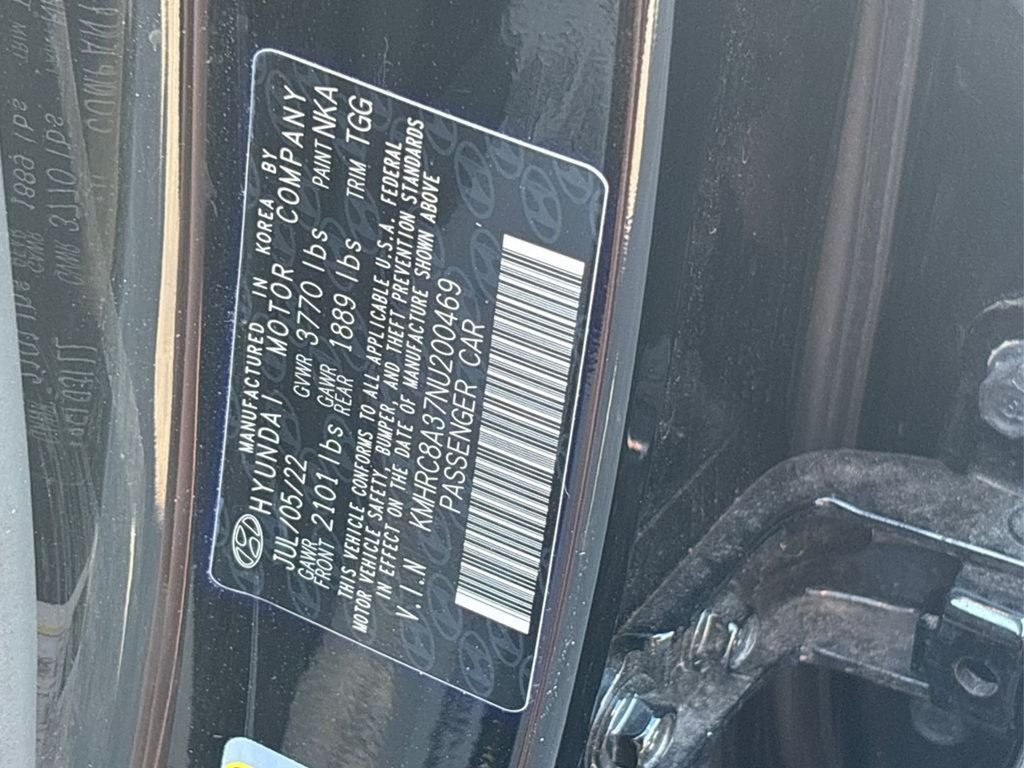 MANUFACTURED IN KOREA BY
HYUNDAI MOTOR COMPANY
JUL/05/22 GVWR 3770 lbs PAINT NKA
GAWR FRONT 2101 lbs GAWR REAR 1889 lbs TRIM TGG
THIS VEHICLE CONFORMS TO ALL APPLICABLE U.S.A. FEDERAL
MOTOR VEHICLE SAFETY, BUMPER, AND THEFT PREVENTION STANDARDS
IN EFFECT ON THE DATE OF MANUFACTURE SHOWN ABOVE
V.I.N KMHRC8A37NU200469
PASSENGER CAR